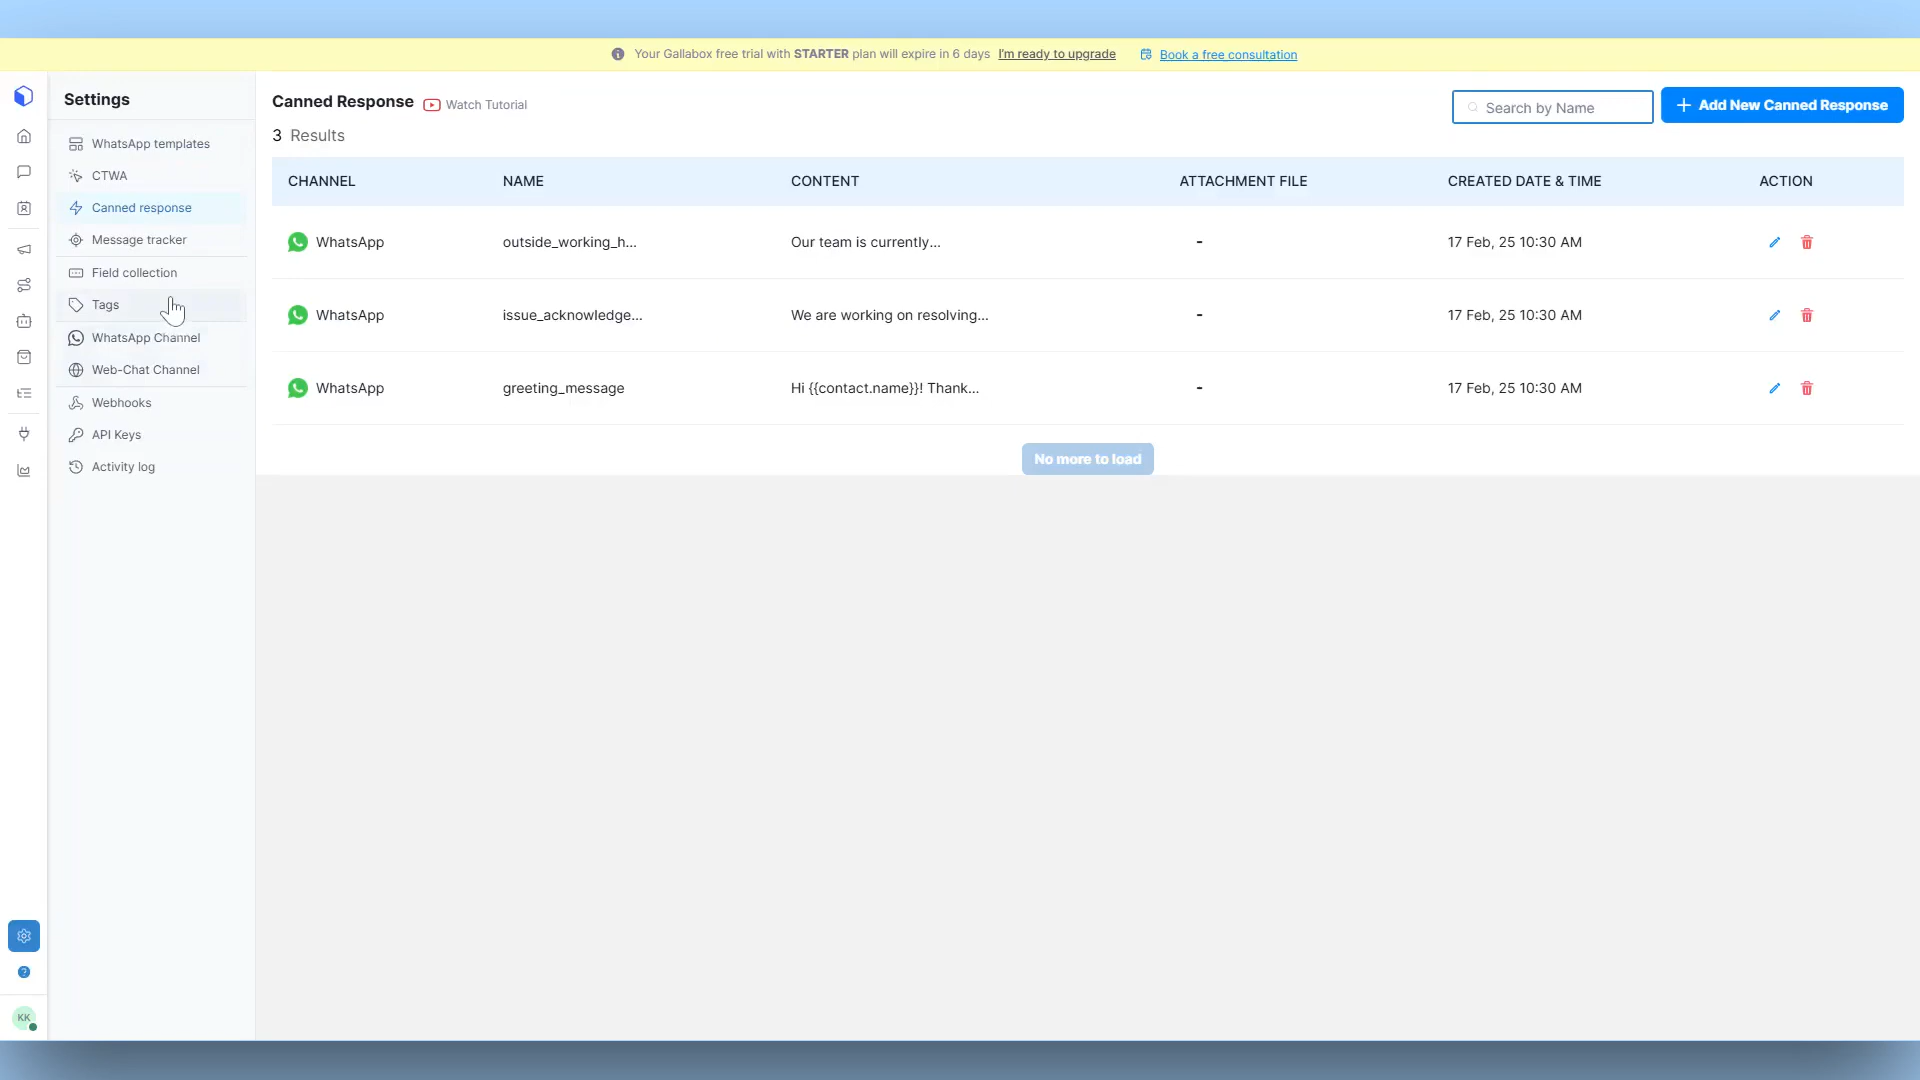 Your Gallabox free trial with STARTER plan will expire in 6 days I'm ready to upgrade Book a free consultation
Settings
WhatsApp templates
CTWA
Canned response
Message tracker
Field collection
Tags
WhatsApp Channel
Web-Chat Channel
Webhooks
API Keys
Activity log
KK
Canned Response Watch Tutorial
3 Results
Search by Name
+ Add New Canned Response
CHANNEL NAME CONTENT ATTACHMENT FILE CREATED DATE & TIME ACTION
WhatsApp outside_working_h... Our team is currently... - 17 Feb, 25 10:30 AM
WhatsApp issue_acknowledge... We are working on resolving... - 17 Feb, 25 10:30 AM
WhatsApp greeting_message Hi {{contact.name}}! Thank... - 17 Feb, 25 10:30 AM
No more to load